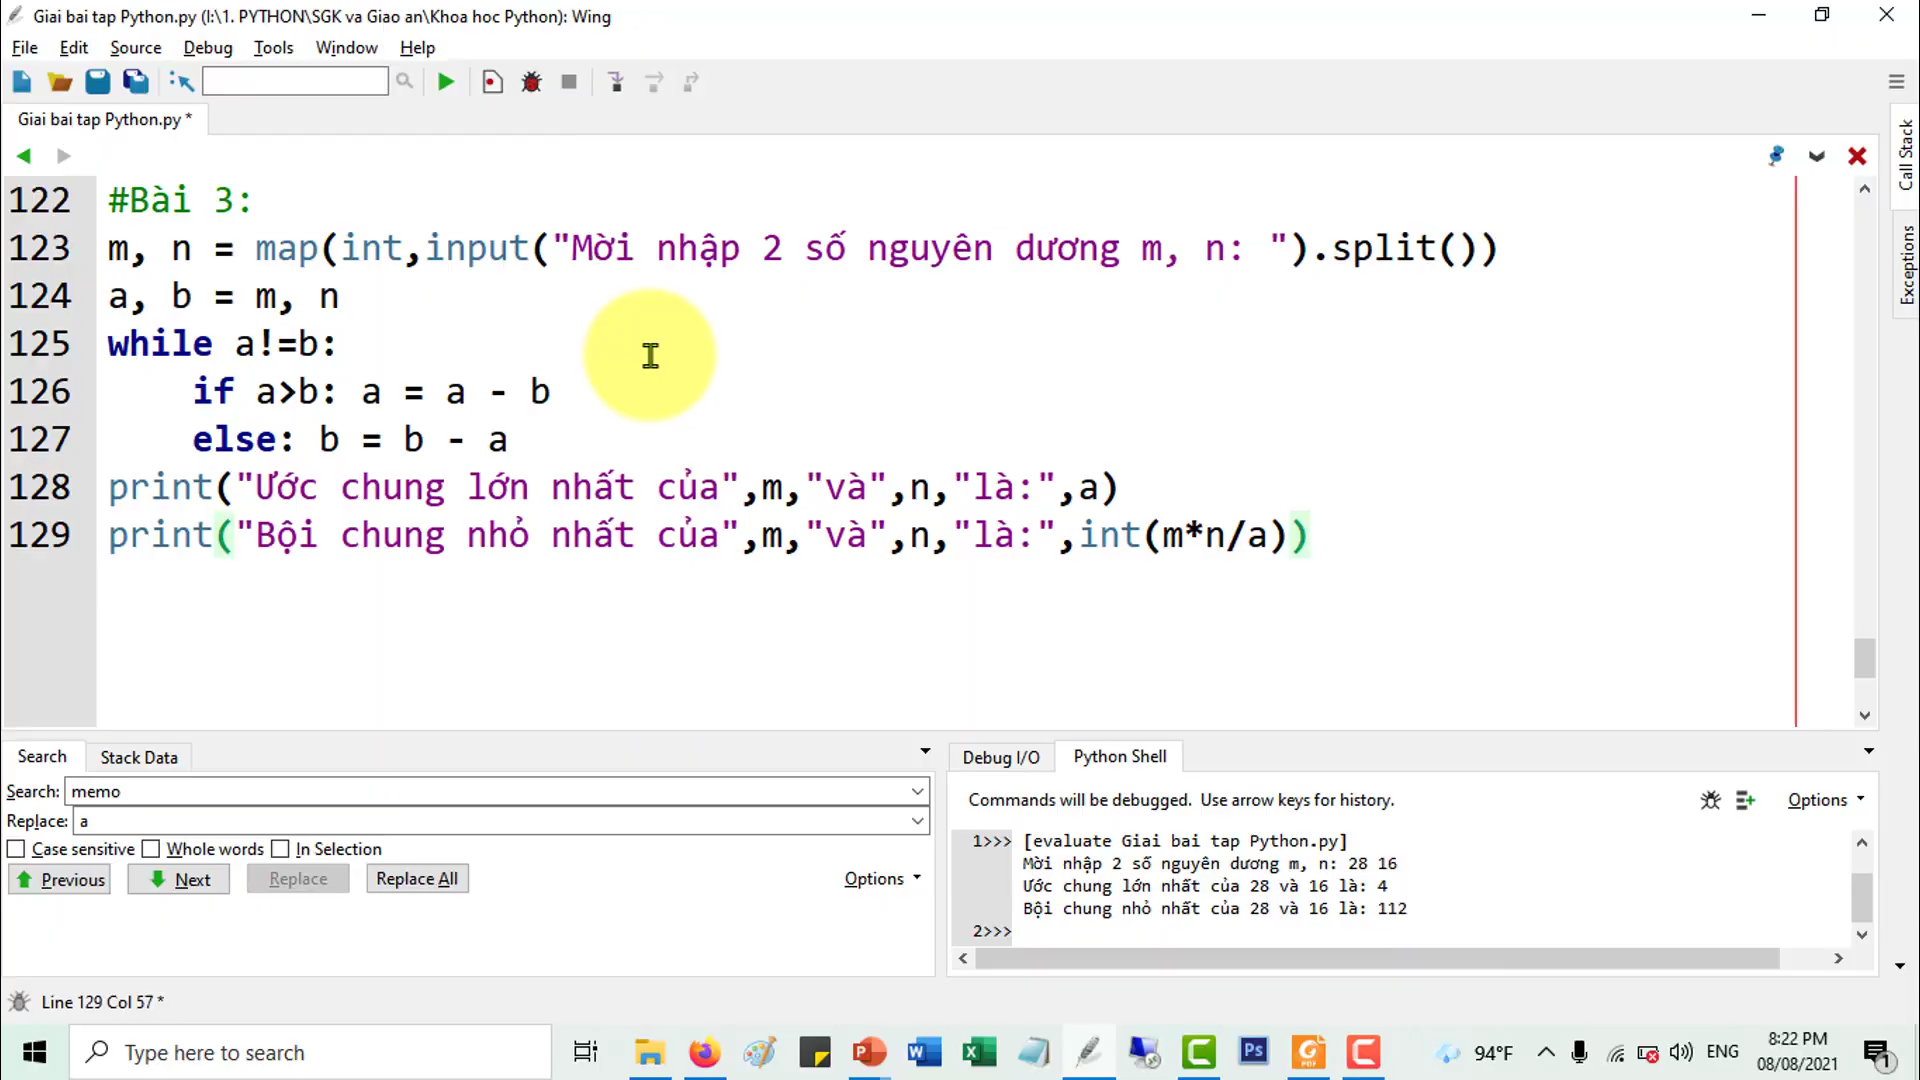 Giai bai tap Python.py (I:\1. PYTHON\SGK va Giao an\Khoa hoc Python): Wing
File Edit Source Debug Tools Window Help
Giai bai tap Python.py *
122 #Bài 3:
123 m, n = map(int,input("Mời nhập 2 số nguyên dương m, n: ").split())
124 a, b = m, n
125 while a!=b:
126 if a>b: a = a - b
127 else: b = b - a
128 print("Ước chung lớn nhất của",m,"và",n,"là:",a)
129 print("Bội chung nhỏ nhất của",m,"và",n,"là:",int(m*n/a))
Call Stack
Exceptions
Search Stack Data
Search: memo
Replace: a
Case sensitive Whole words In Selection
Previous Next Replace Replace All Options
Debug I/O Python Shell
Commands will be debugged. Use arrow keys for history. Options
1>>> [evaluate Giai bai tap Python.py]
Mời nhập 2 số nguyên dương m, n: 28 16
Ước chung lớn nhất của 28 và 16 là: 4
Bội chung nhỏ nhất của 28 và 16 là: 112
2>>>
Line 129 Col 57 *
Type here to search
94°F ENG
8:22 PM
08/08/2021
1